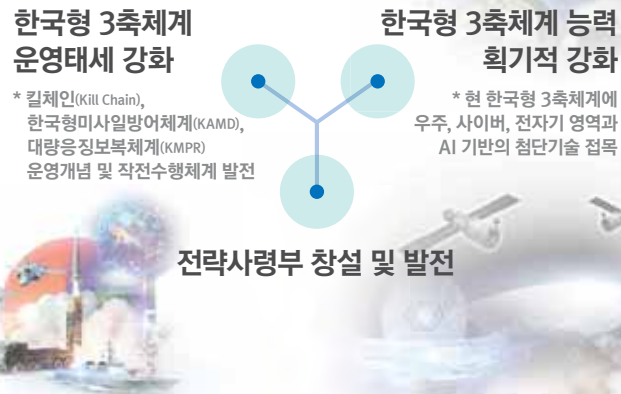 한국형 3축체계
운영태세 강화
* 킬체인(Kill Chain),
한국형미사일방어체계(KAMD),
대량응징보복체계(KMPR)
운영개념 및 작전수행체계 발전
한국형 3축체계 능력
획기적 강화
* 현 한국형 3축체계에
우주, 사이버, 전자기 영역과
AI 기반의 첨단기술 접목
전략사령부 창설 및 발전